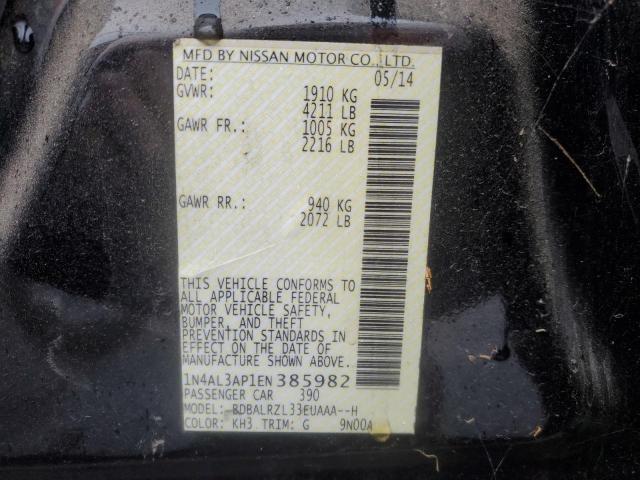 MFD BY NISSAN MOTOR CO.,LTD.
DATE: 05/14
GVWR: 1910 KG
4211 LB
GAWR FR.: 1005 KG
2216 LB
GAWR RR.: 940 KG
2072 LB
THIS VEHICLE CONFORMS TO
ALL APPLICABLE FEDERAL
MOTOR VEHICLE SAFETY,
BUMPER, AND THEFT
PREVENTION STANDARDS IN
EFFECT ON THE DATE OF
MANUFACTURE SHOWN ABOVE.
1N4AL3AP1EN385982
PASSENGER CAR 390
MODEL: BDBALRZL33EUAAA--H
COLOR: KH3 TRIM: G 9N00A